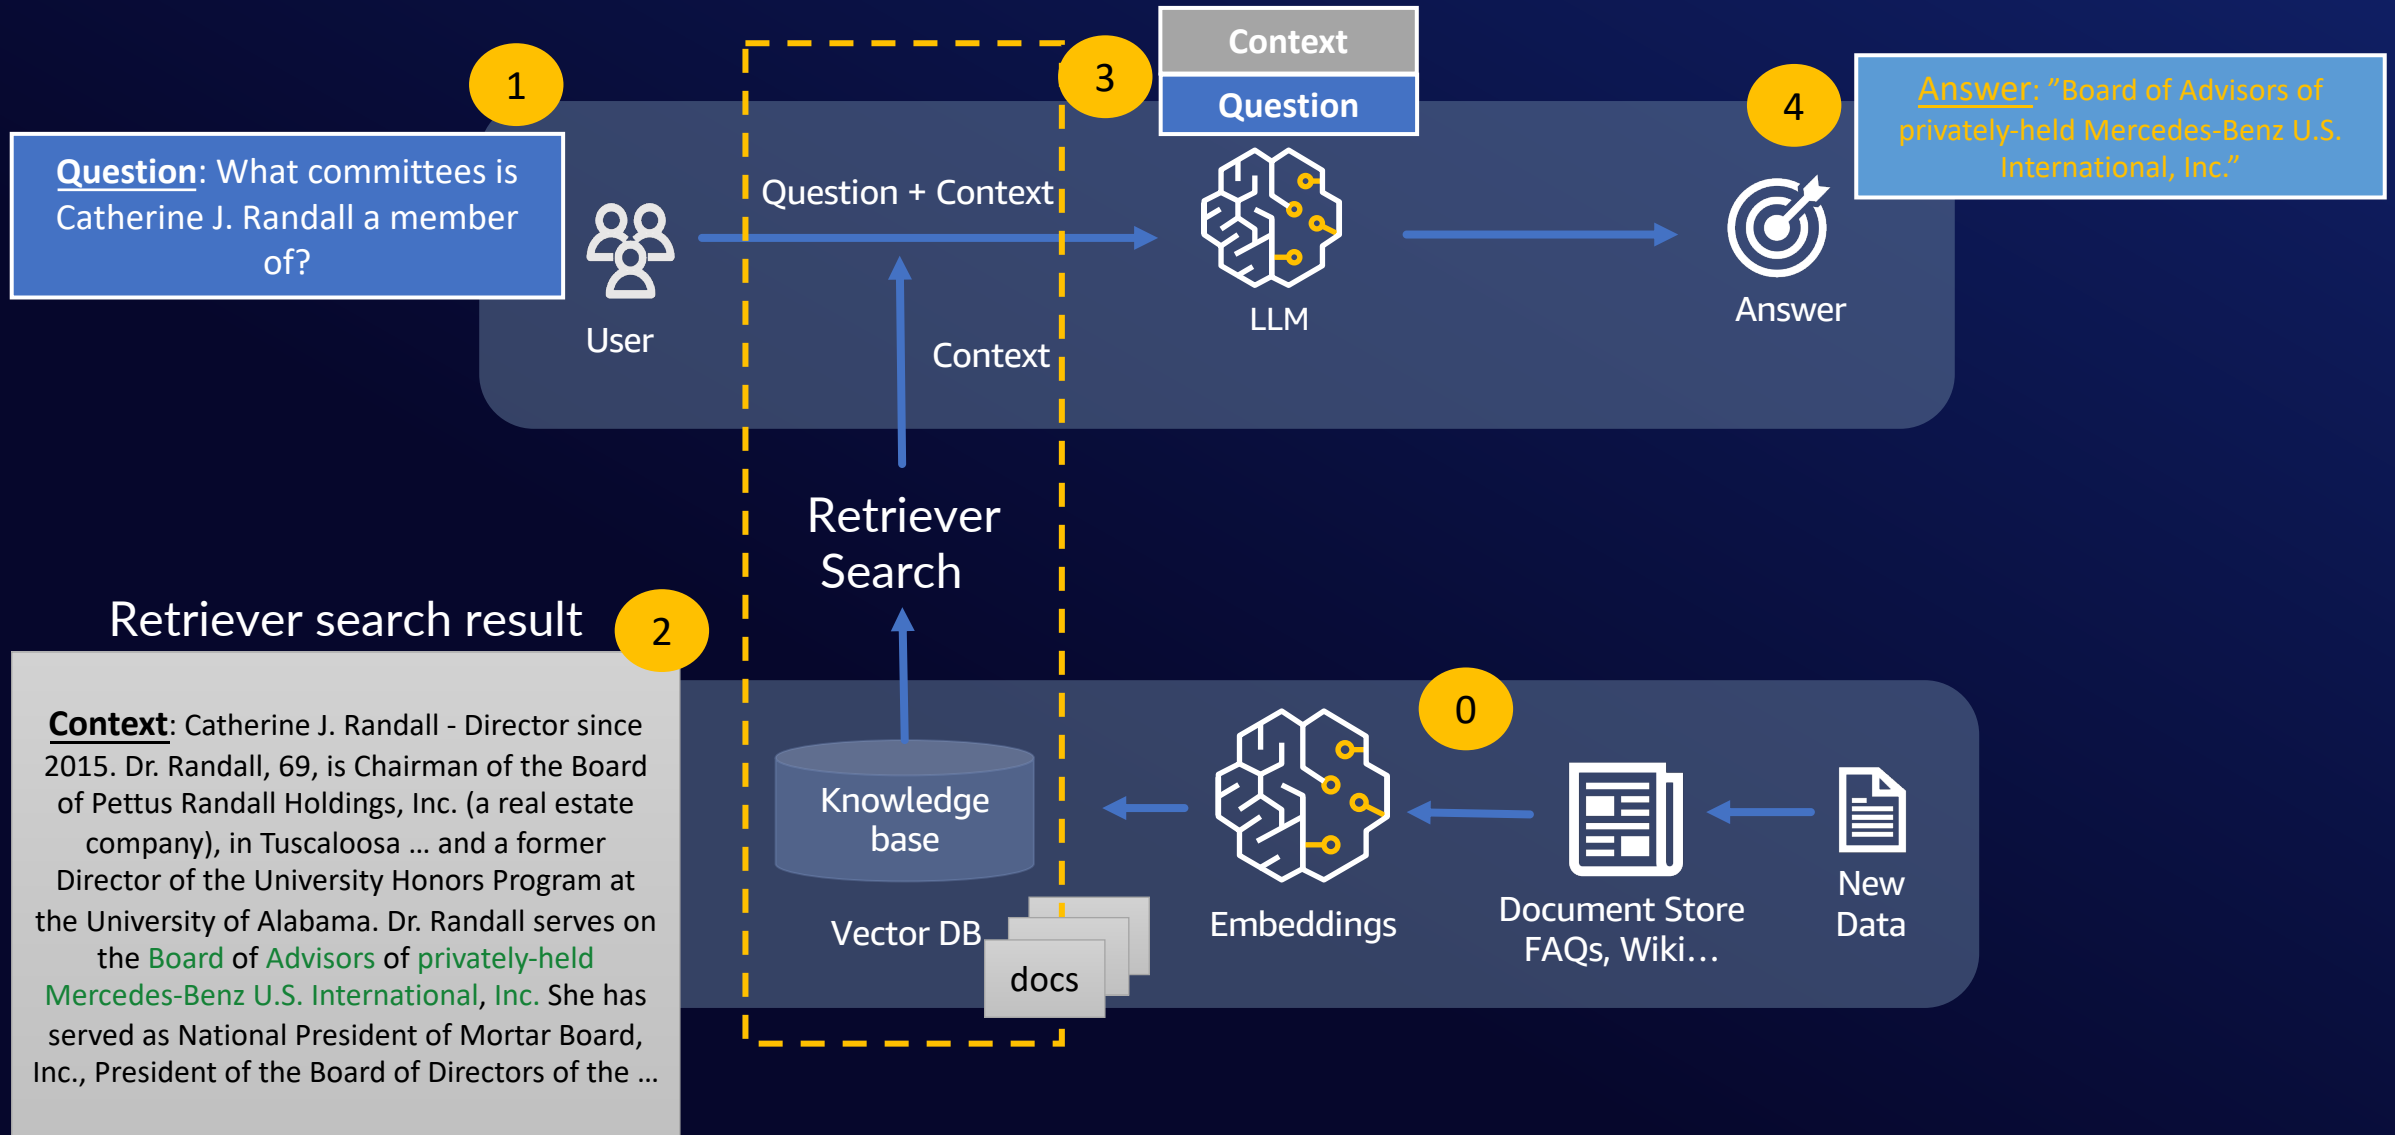 Context
Question
1
3
4
Answer: ”Board of Advisors of
privately-held Mercedes-Benz U.S.
International, Inc.”
Question: What committees is
Catherine J. Randall a member
of?
Question + Context
User
Context
LLM
Answer
Retriever
Search
Retriever search result
2
Context: Catherine J. Randall - Director since
2015. Dr. Randall, 69, is Chairman of the Board
of Pettus Randall Holdings, Inc. (a real estate
company), in Tuscaloosa ... and a former
Director of the University Honors Program at
the University of Alabama. Dr. Randall serves on
the Board of Advisors of privately-held
Mercedes-Benz U.S. International, Inc. She has
served as National President of Mortar Board,
Inc., President of the Board of Directors of the ...
0
Knowledge
base
Vector DB
docs
Embeddings
Document Store
FAQs, Wiki...
New
Data